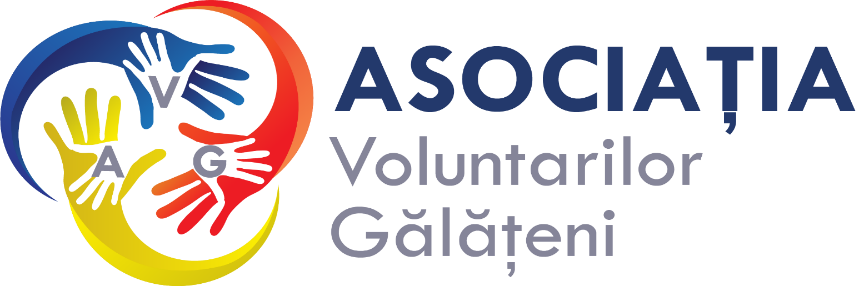 V
A G
ASOCIAȚIA
Voluntarilor
Gălățeni